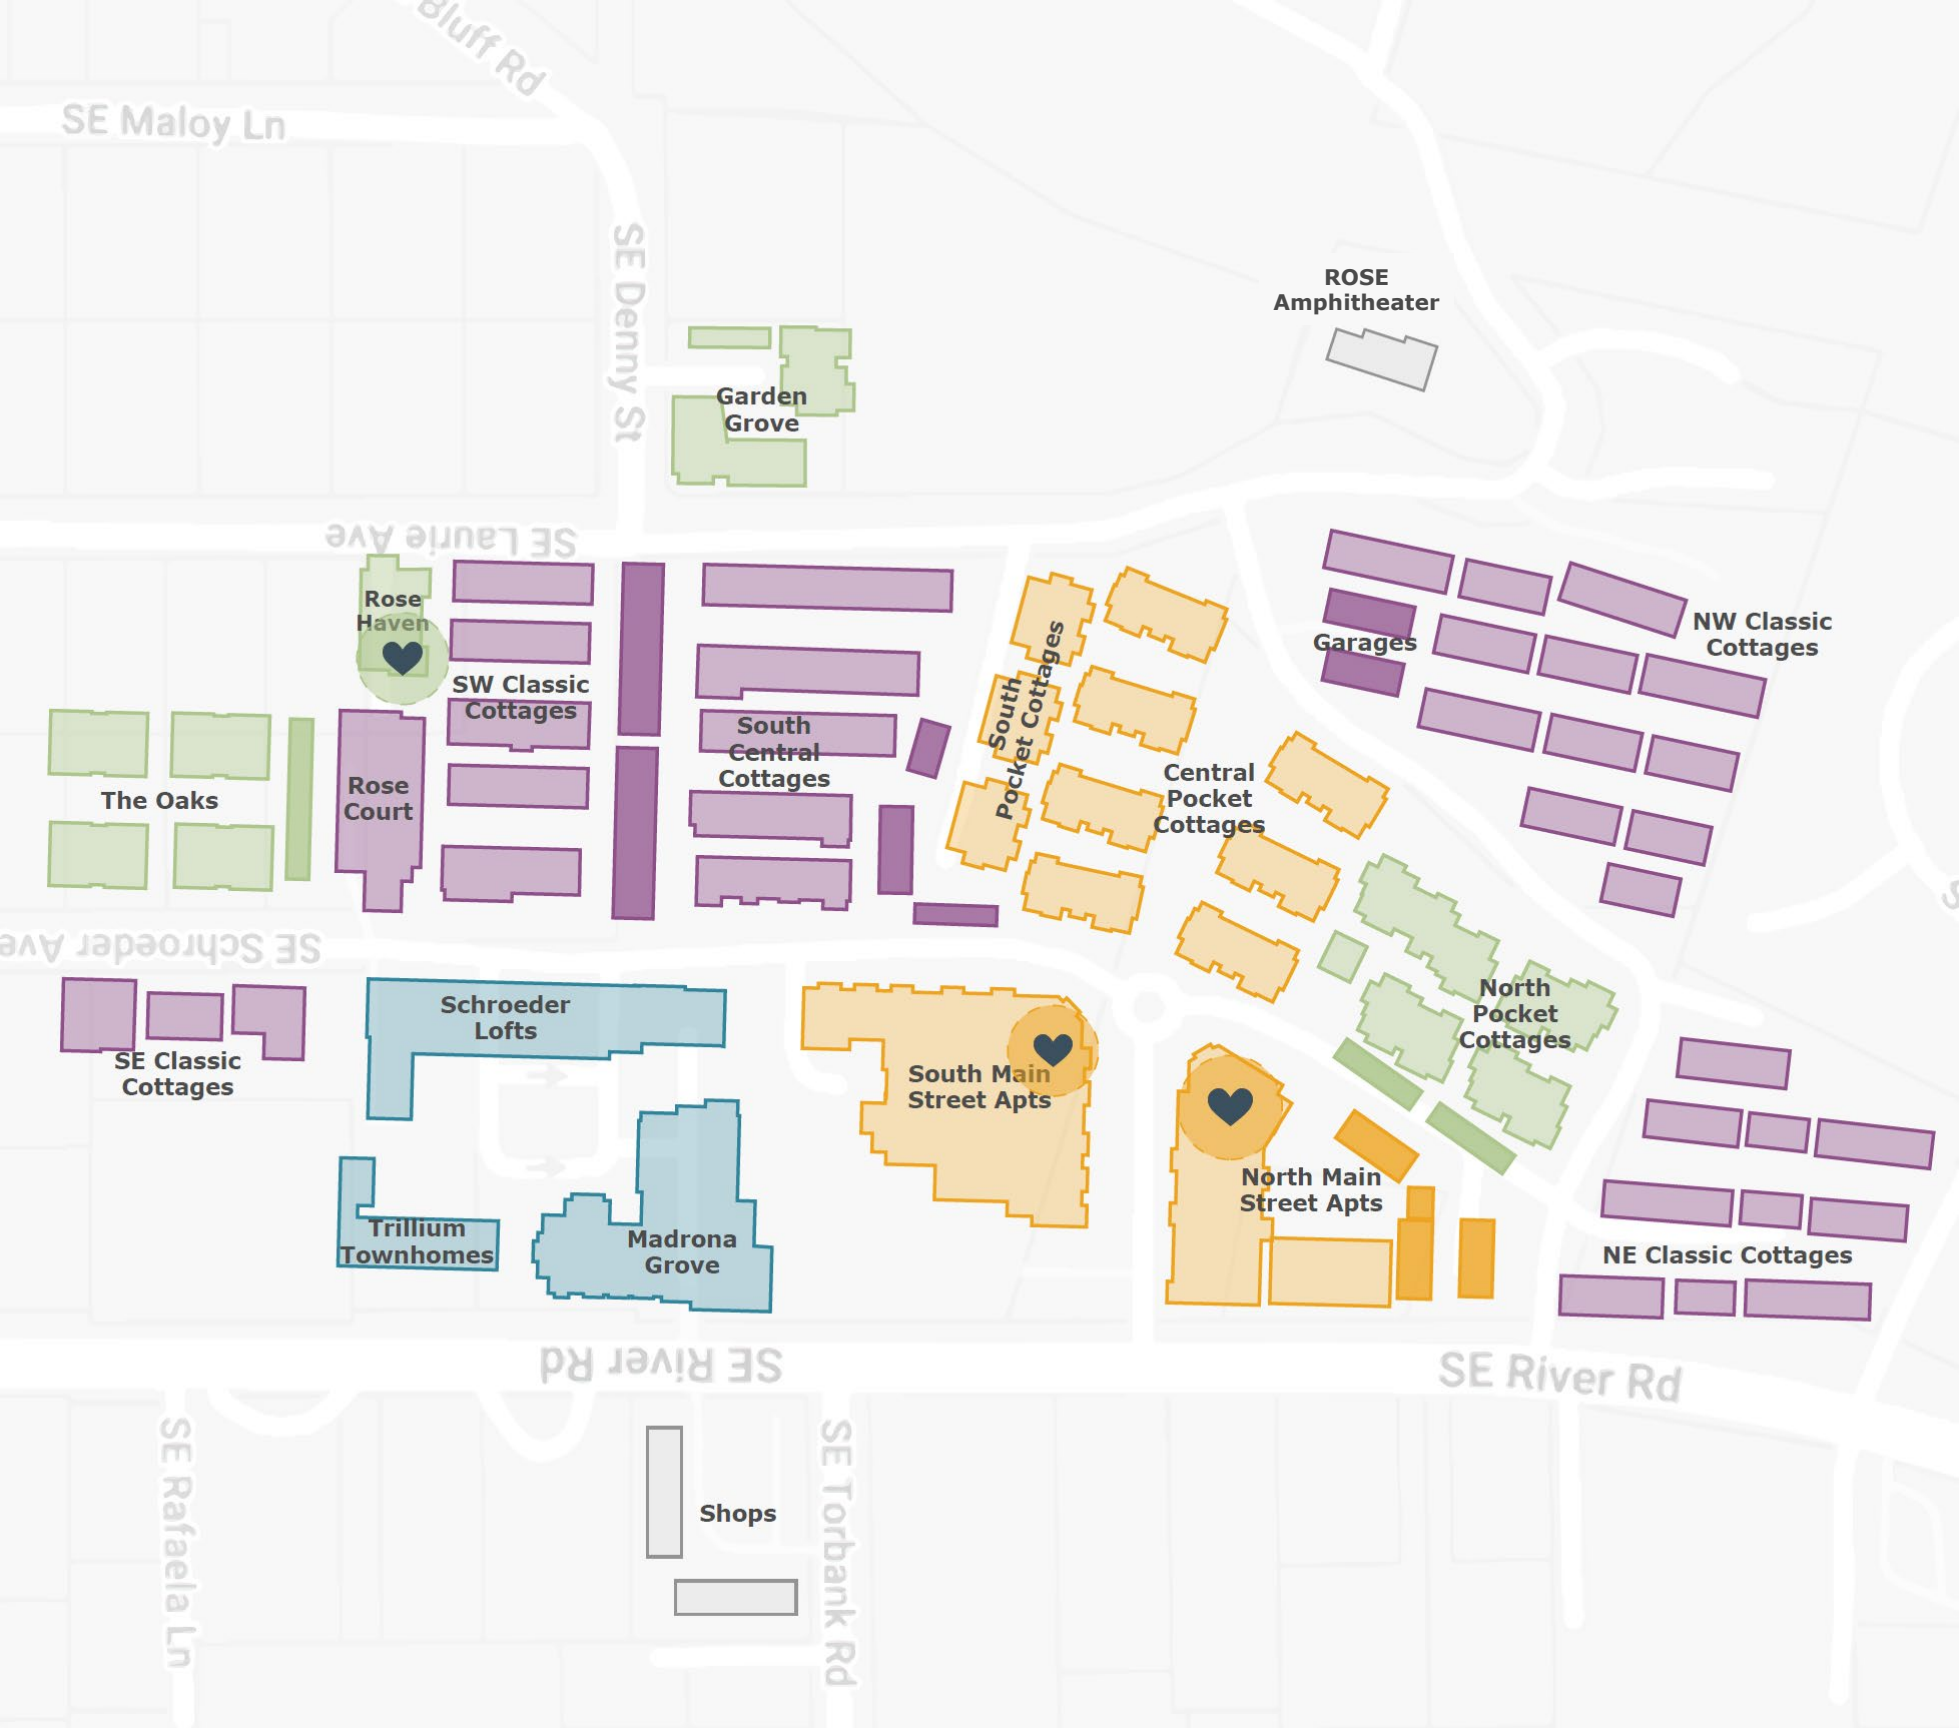 Bluff Rd
SE Maloy Ln
SE Denny St
ROSE
Amphitheater
Garden
Grove
SE Laurie Ave
Rose
Haven
SW Classic
Cottages
South
Central
Cottages
South
Pocket Cottages
Garages
NW Classic
Cottages
The Oaks
Rose
Court
Central
Pocket
Cottages
SE Schroeder Ave
S
Schroeder
Lofts
North
Pocket
Cottages
SE Classic
Cottages
South Main
Street Apts
North Main
Street Apts
Trillium
Townhomes
Madrona
Grove
NE Classic Cottages
SE River Rd
SE River Rd
SE Rafaela Ln
SE Torbank Rd
Shops